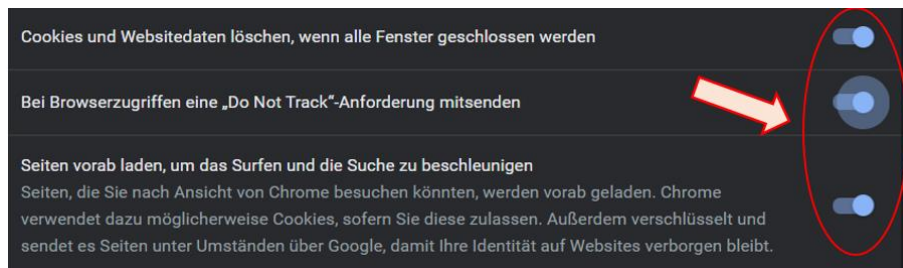 Cookies und Websitedaten löschen, wenn alle Fenster geschlossen werden
Bei Browserzugriffen eine „Do Not Track“-Anforderung mitsenden
Seiten vorab laden, um das Surfen und die Suche zu beschleunigen
Seiten, die Sie nach Ansicht von Chrome besuchen könnten, werden vorab geladen. Chrome
verwendet dazu möglicherweise Cookies, sofern Sie diese zulassen. Außerdem verschlüsselt und
sendet es Seiten unter Umständen über Google, damit Ihre Identität auf Websites verborgen bleibt.